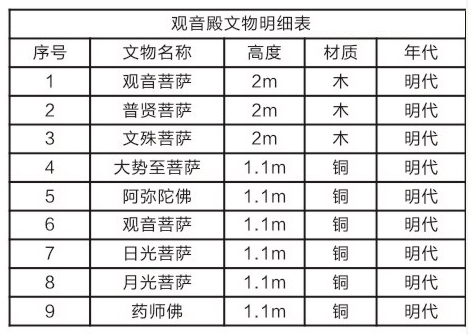 观音殿文物明细表
序号 文物名称 高度 材质 年代
1 观音菩萨 2m 木 明代
2 普贤菩萨 2m 木 明代
3 文殊菩萨 2m 木 明代
4 大势至菩萨 1.1m 铜 明代
5 阿弥陀佛 1.1m 铜 明代
6 观音菩萨 1.1m 铜 明代
7 日光菩萨 1.1m 铜 明代
8 月光菩萨 1.1m 铜 明代
9 药师佛 1.1m 铜 明代